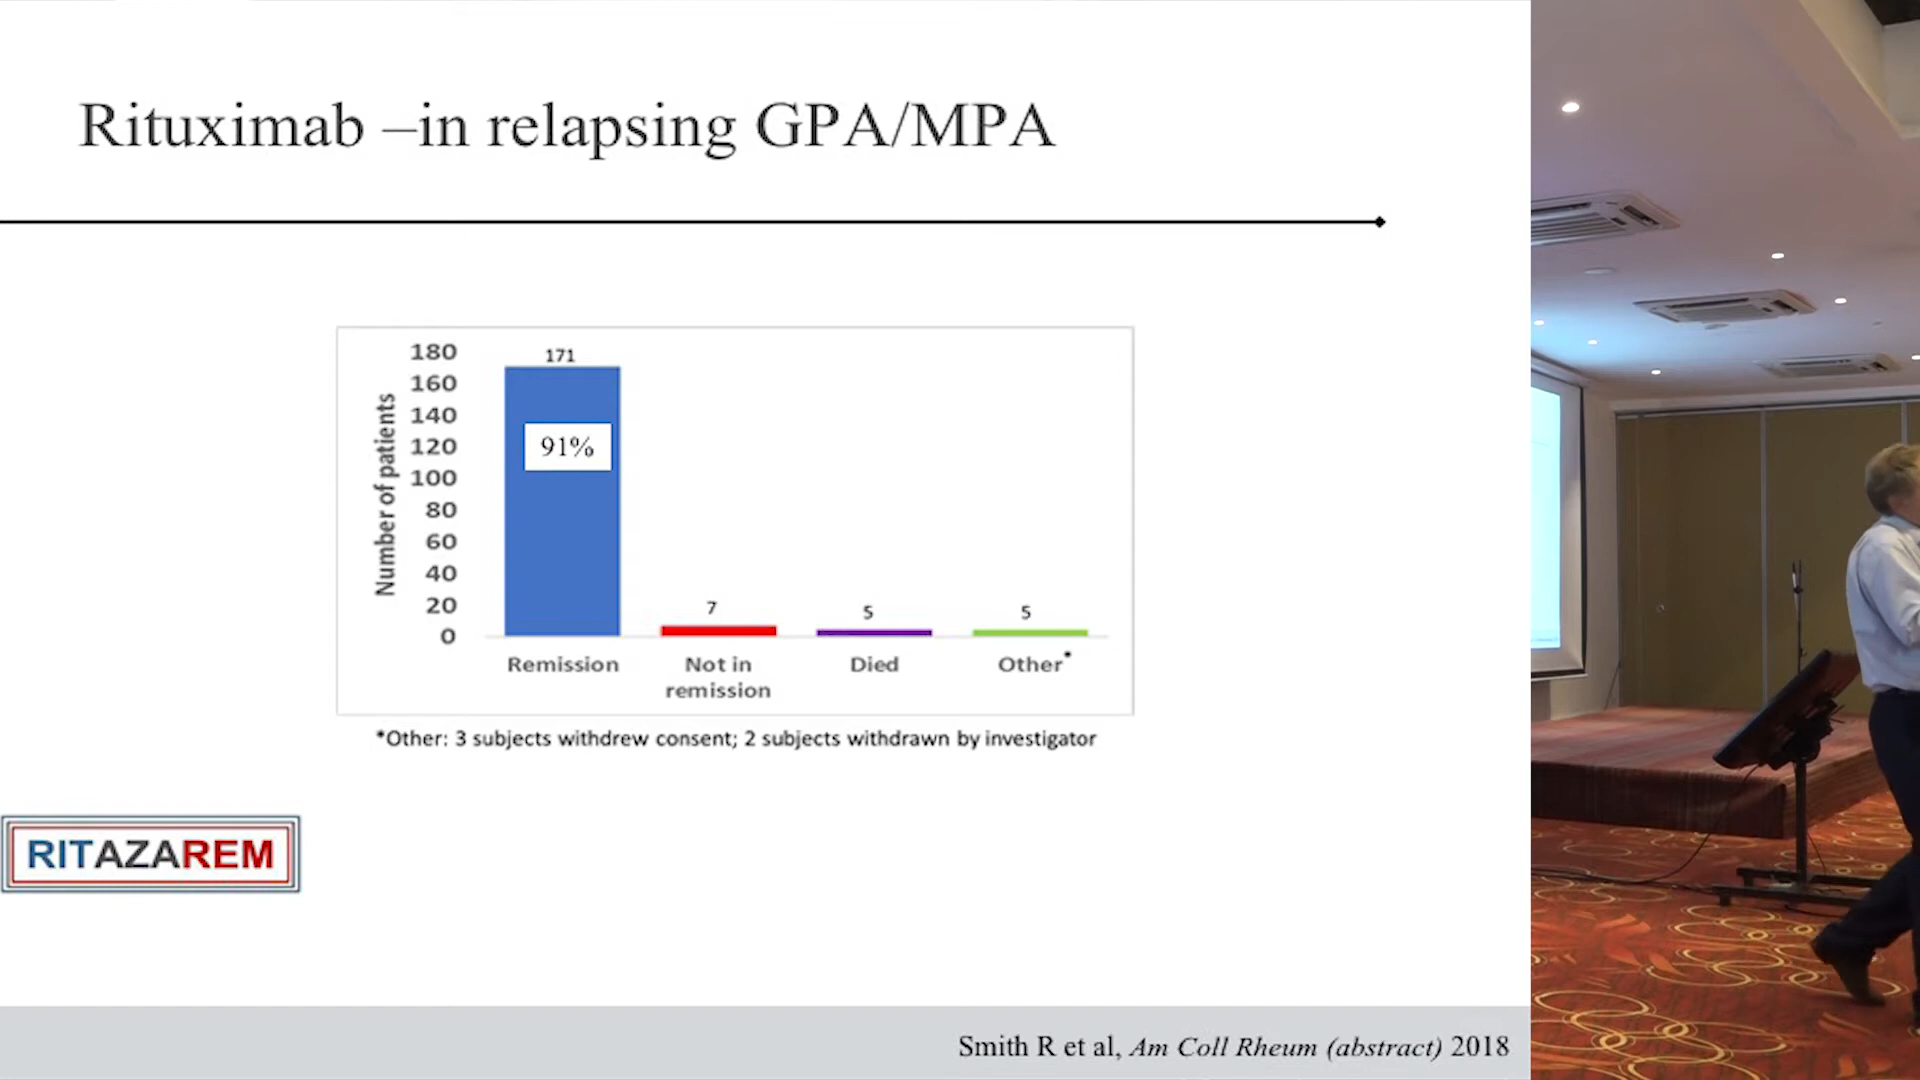 Rituximab –in relapsing GPA/MPA
Number of patients
180
160
140
120
100
80
60
40
20
0
171
91%
7
5
5
Remission
Not in
remission
Died
Other*
*Other: 3 subjects withdrew consent; 2 subjects withdrawn by investigator
RITAZAREM
Smith R et al, Am Coll Rheum (abstract) 2018